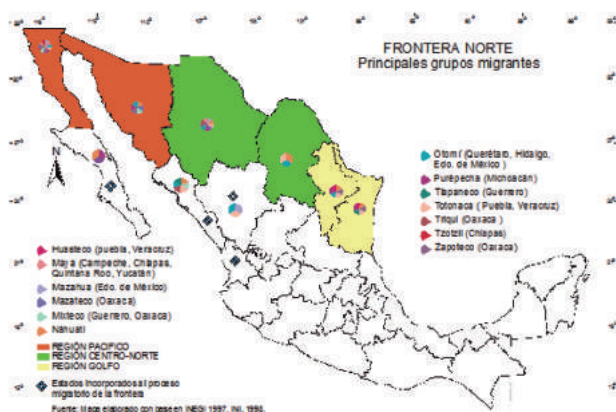 FRONTERA NORTE
Principales grupos migrantes
N
Otomí (Querétaro, Hidalgo,
Edo. de México)
Purépecha (Michoacán)
Tlapaneco (Guerrero)
Totonaca (Puebla, Veracruz)
Triqui (Oaxaca)
Tzotzil (Chiapas)
Zapoteco (Oaxaca)
Huasteco (puebla, Veracruz)
Maya (Campeche, Chiapas,
Quintana Roo, Yucatán)
Mazahua (Edo. de México)
Mazateco (Oaxaca)
Mixteco (Guerrero, Oaxaca)
Náhuatl
REGIÓN PACIFICO
REGIÓN CENTRO-NORTE
REGIÓN GOLFO
Estados incorporados al proceso
migratorio de la frontera
Fuente: Mapa elaborado con base en INEGI 1997, INI, 1998.